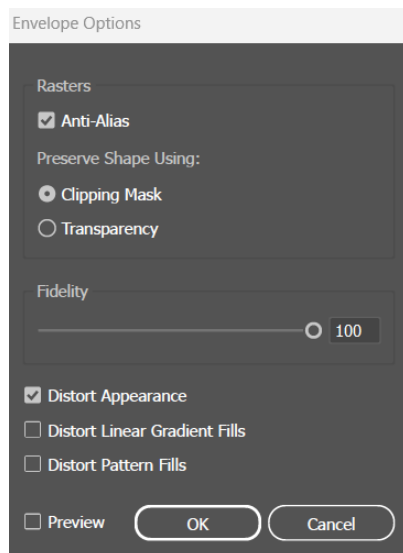 Envelope Options
Rasters
Anti-Alias
Preserve Shape Using:
Clipping Mask
Transparency
Fidelity
100
Distort Appearance
Distort Linear Gradient Fills
Distort Pattern Fills
Preview OK Cancel